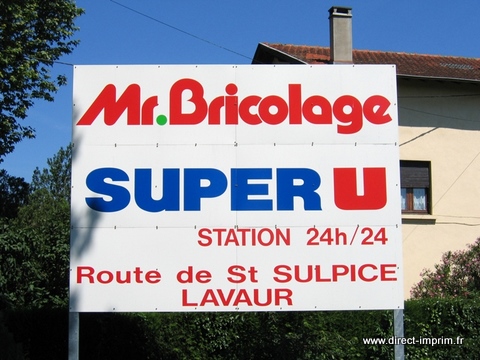 Mr.Bricolage
SUPER U
STATION 24h/24
Route de St SULPICE
LAVAUR
www.direct-imprim.fr